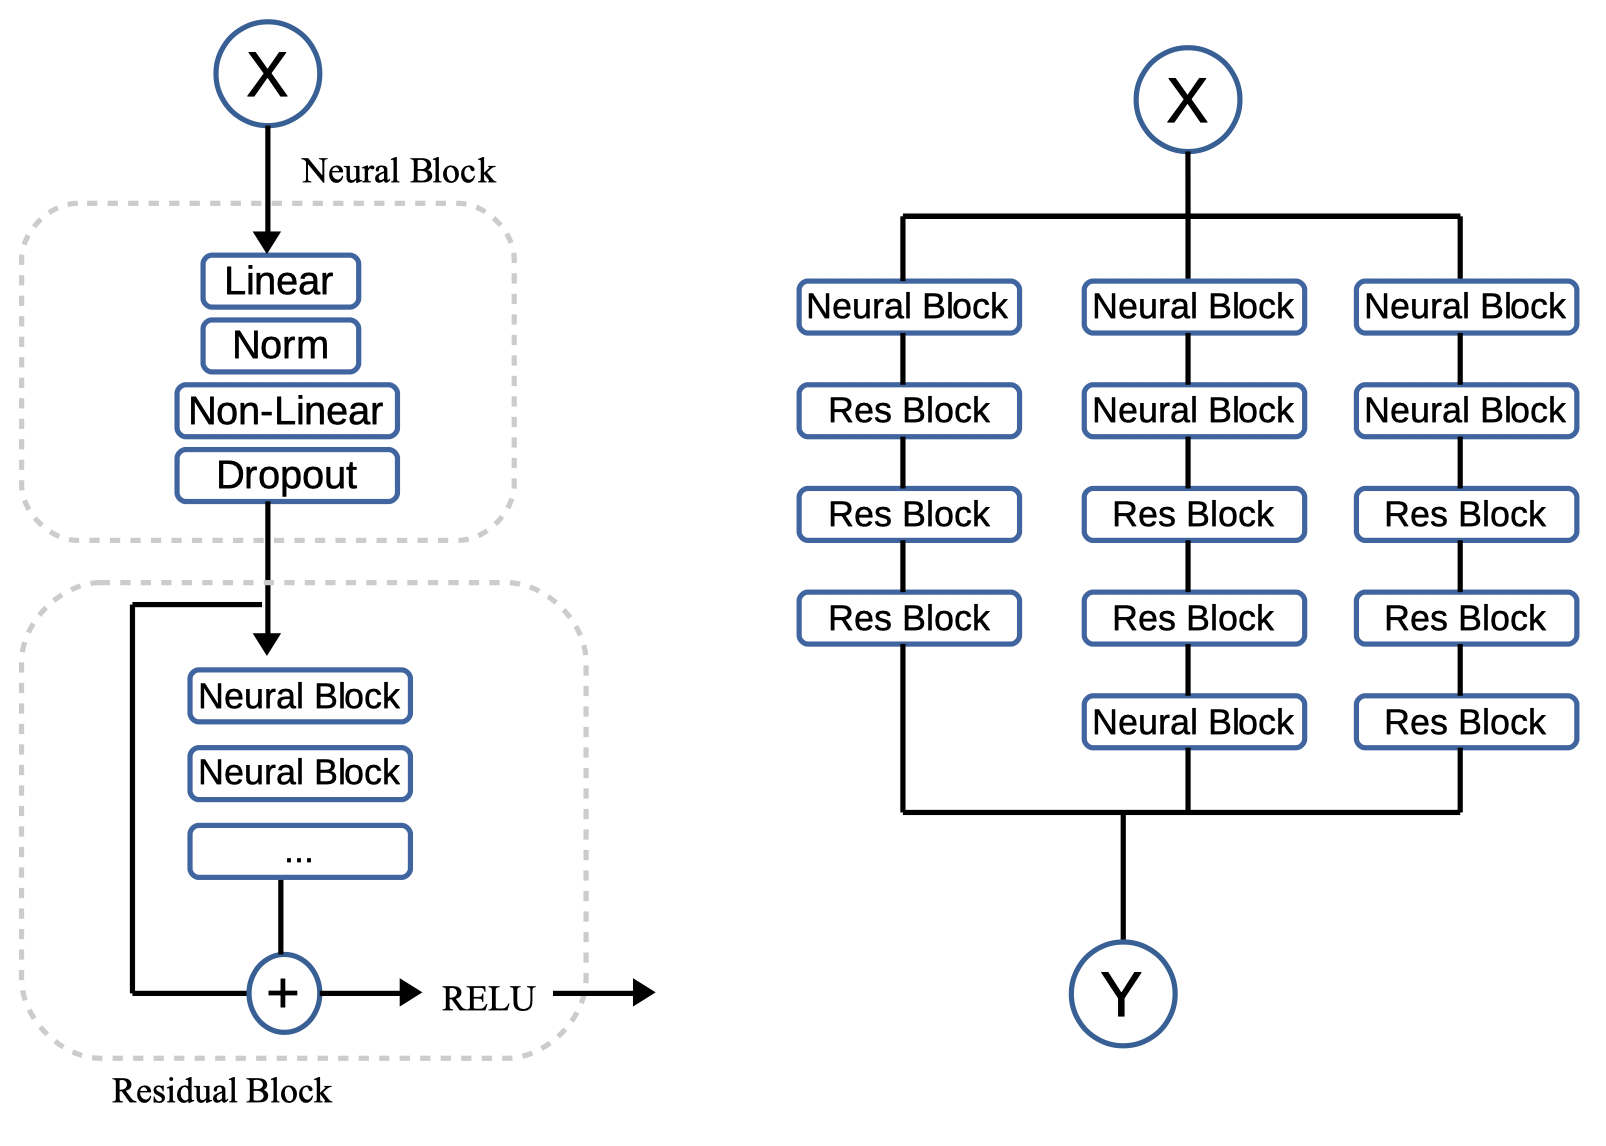 X
Neural Block
Linear
Norm
Non-Linear
Dropout
Neural Block
Neural Block
...
+
RELU
Residual Block
X
Neural Block
Res Block
Res Block
Res Block
Neural Block
Neural Block
Res Block
Res Block
Neural Block
Neural Block
Neural Block
Res Block
Res Block
Res Block
Y